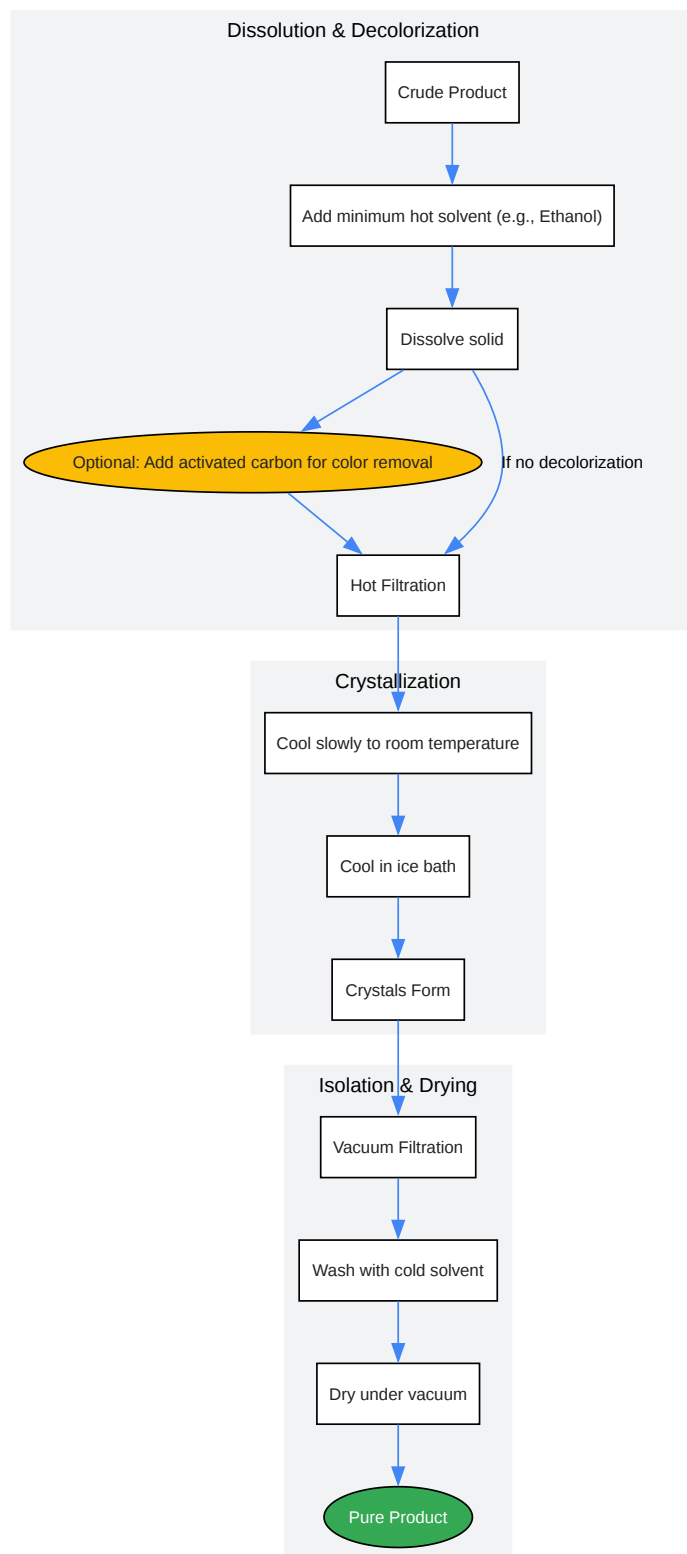 Dissolution & Decolorization
Crude Product
Add minimum hot solvent (e.g., Ethanol)
Dissolve solid
Optional: Add activated carbon for color removal
If no decolorization
Hot Filtration
Crystallization
Cool slowly to room temperature
Cool in ice bath
Crystals Form
Isolation & Drying
Vacuum Filtration
Wash with cold solvent
Dry under vacuum
Pure Product